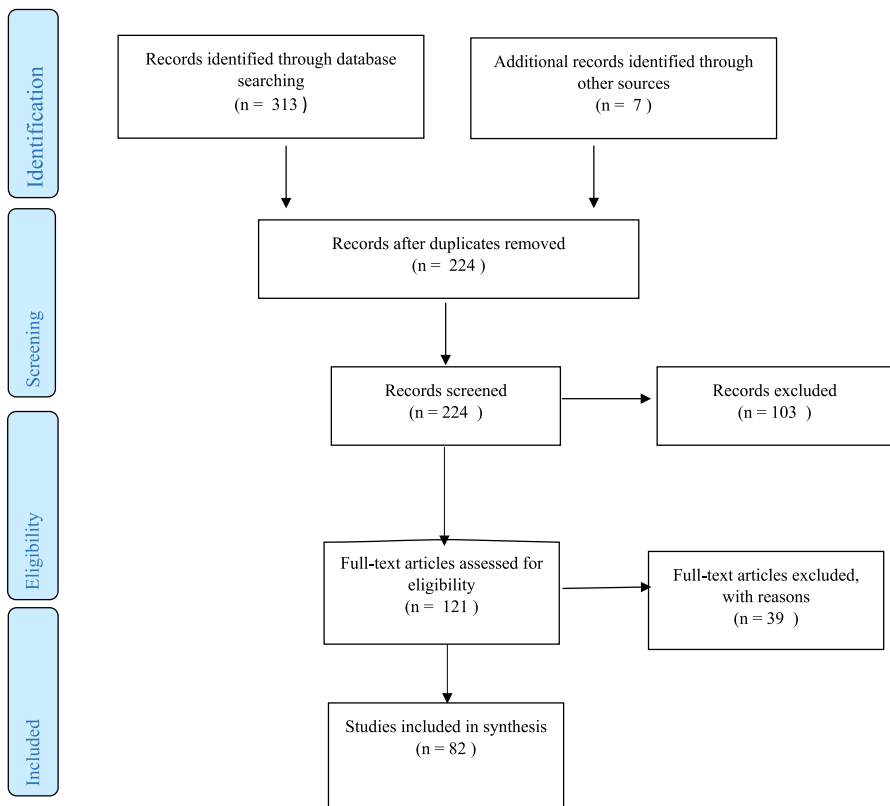 Identification
Records identified through database
searching
(n = 313)
Additional records identified through
other sources
(n = 7 )
Screening
Records after duplicates removed
(n = 224 )
Records screened
(n = 224 )
Records excluded
(n = 103 )
Eligibility
Full-text articles assessed for
eligibility
(n = 121 )
Full-text articles excluded,
with reasons
(n = 39 )
Included
Studies included in synthesis
(n = 82 )